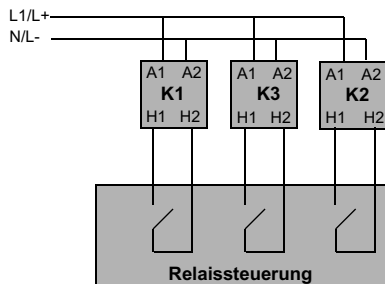 L1/L+
N/L-
A1 A2 A1 A2 A1 A2
K1 K3 K2
H1 H2 H1 H2 H1 H2
Relaissteuerung